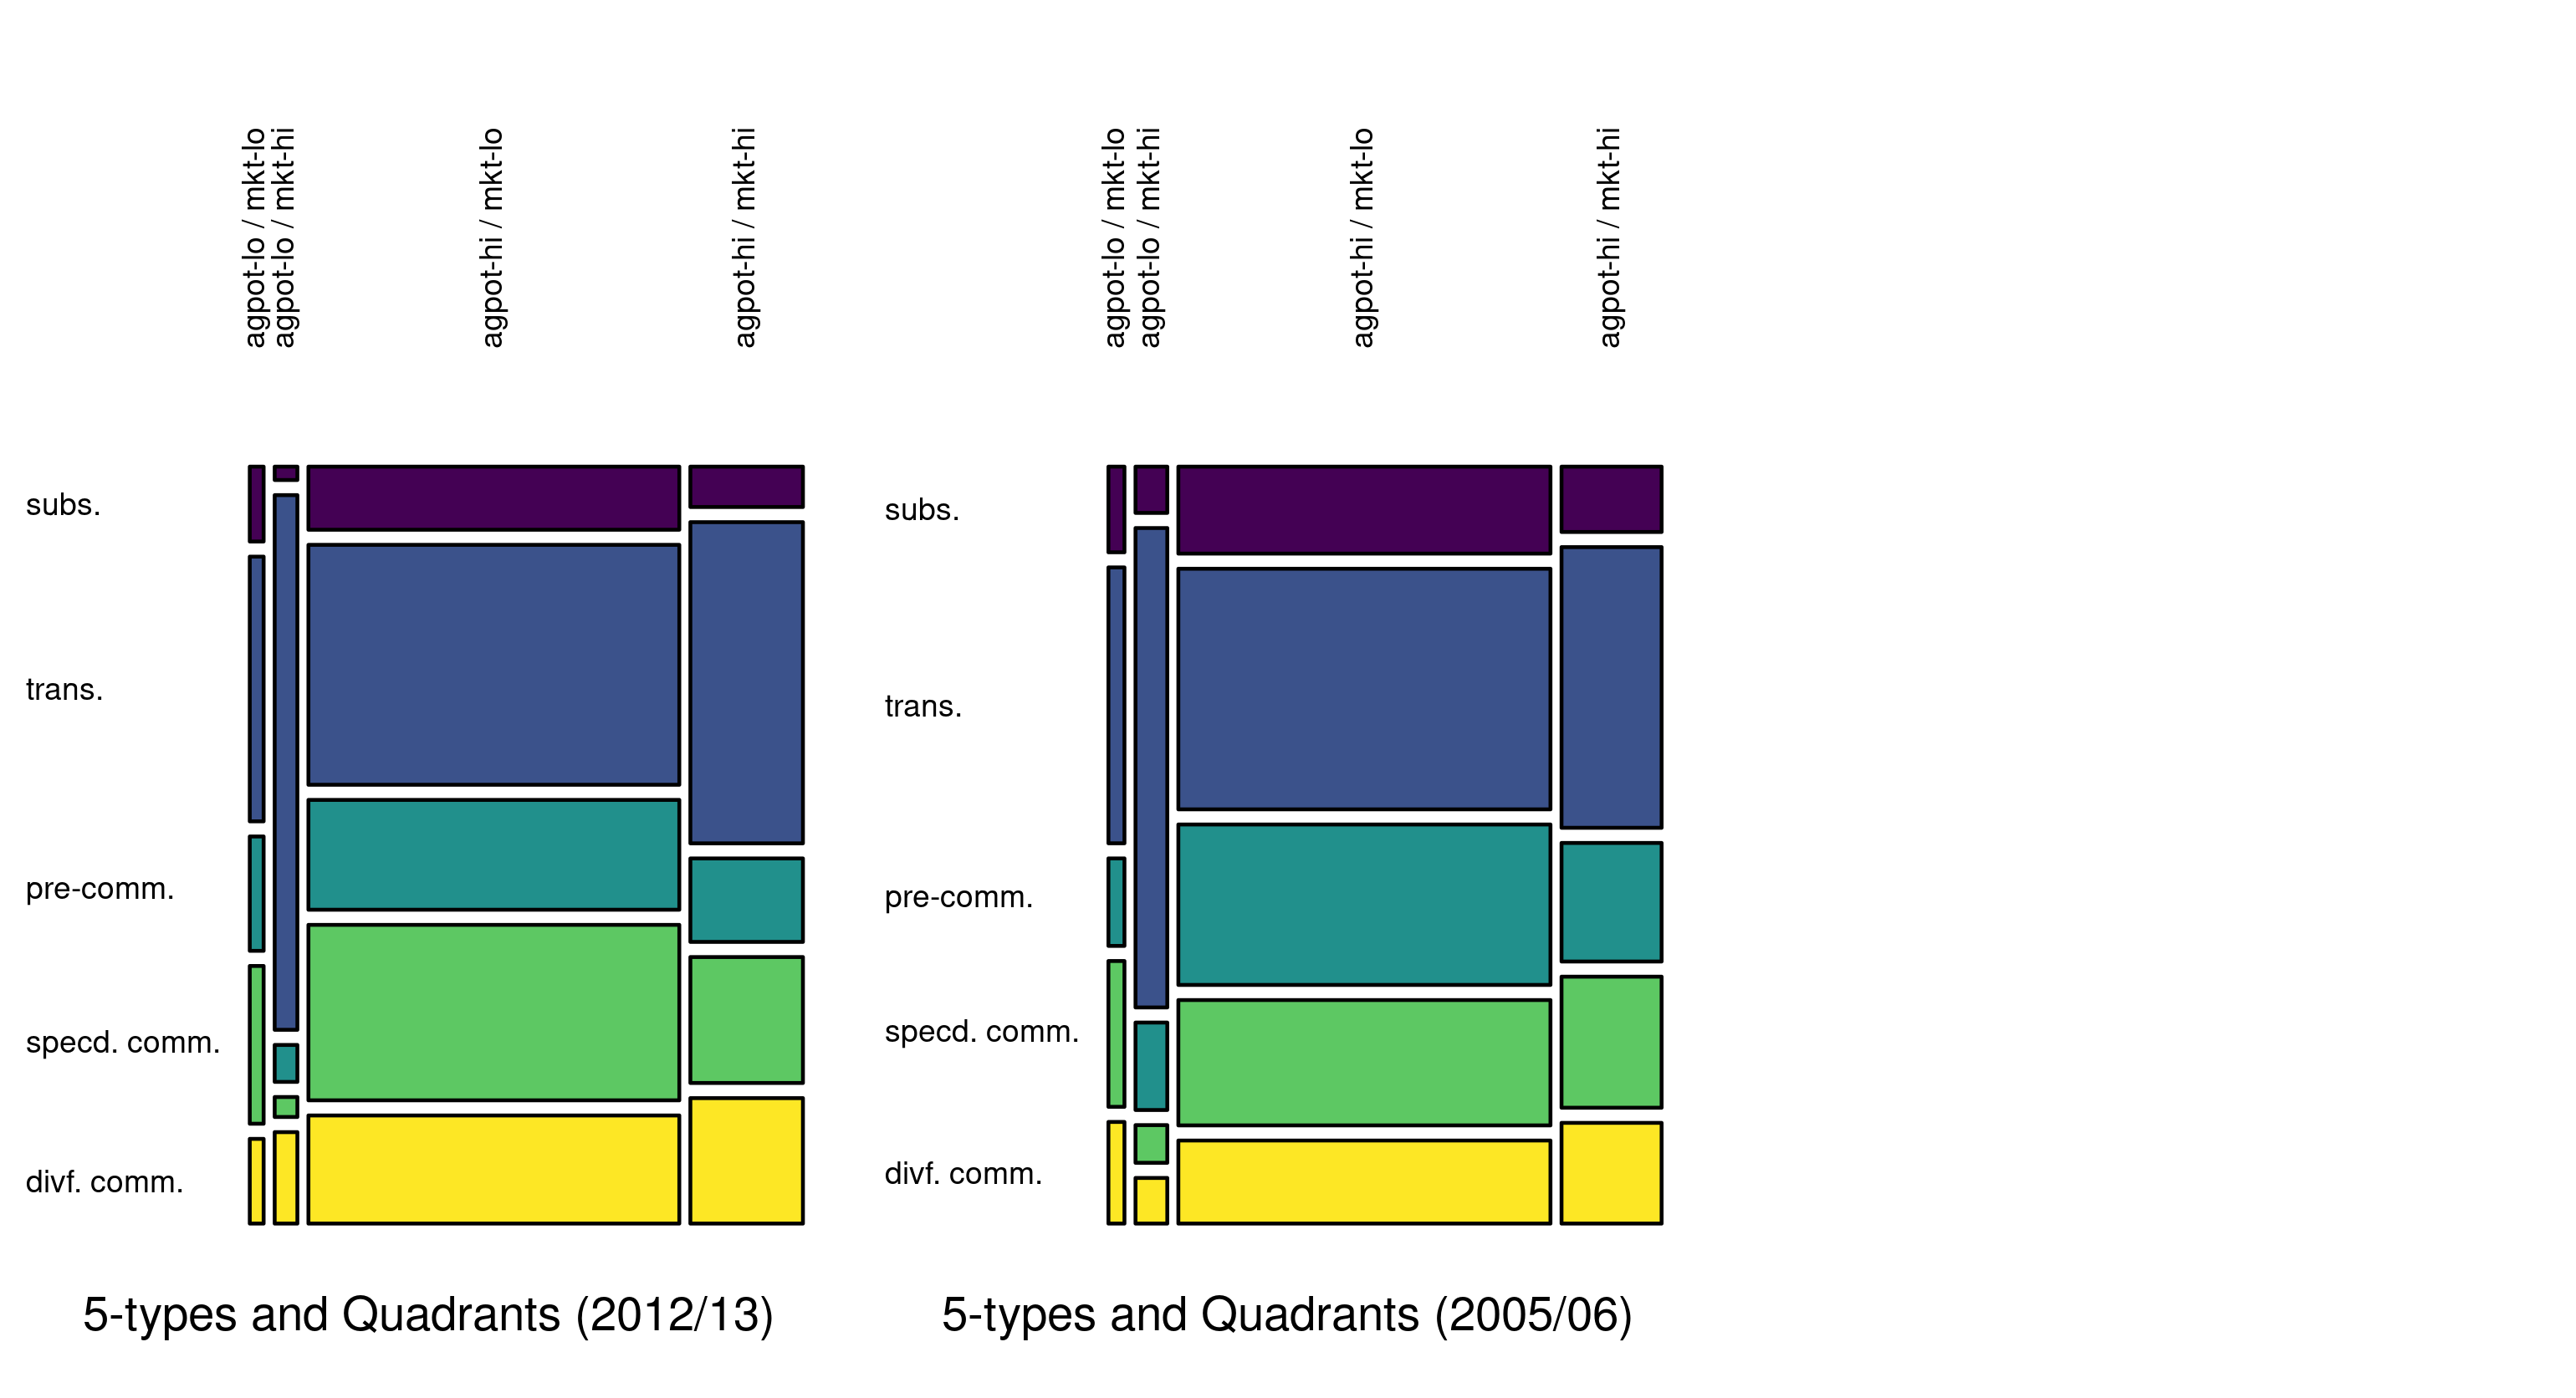 agpot-lo / mkt-lo
agpot-lo / mkt-hi
agpot-hi / mkt-lo
agpot-hi / mkt-hi
subs.
trans.
pre-comm.
specd. comm.
divf. comm.
5-types and Quadrants (2012/13)
agpot-lo / mkt-lo
agpot-lo / mkt-hi
agpot-hi / mkt-lo
agpot-hi / mkt-hi
subs.
trans.
pre-comm.
specd. comm.
divf. comm.
5-types and Quadrants (2005/06)